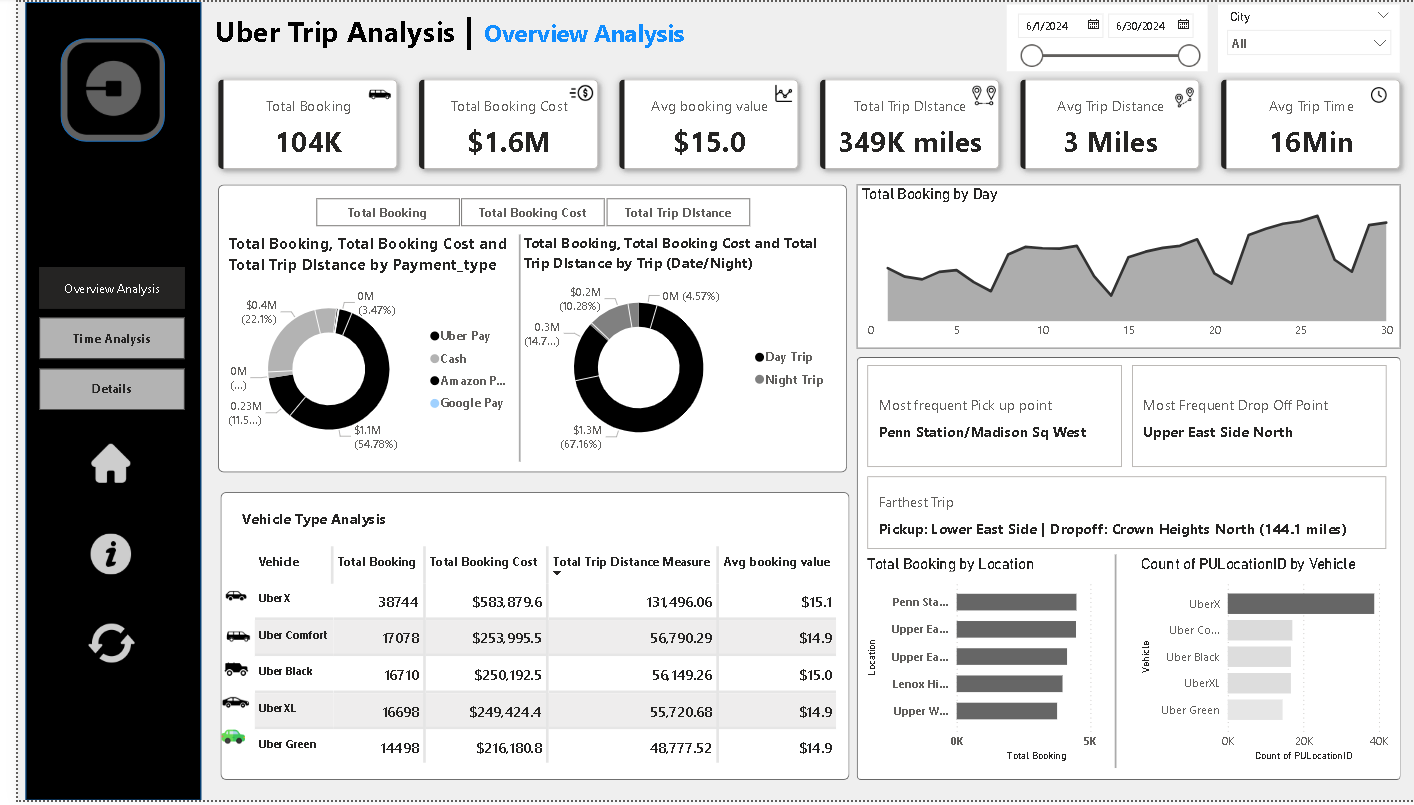 Uber Trip Analysis | Overview Analysis
6/1/2024 6/30/2024
City
All
Total Booking
104K
Total Booking Cost
$1.6M
Avg booking value
$15.0
Total Trip DIstance
349K miles
Avg Trip Distance
3 Miles
Avg Trip Time
16Min
Overview Analysis
Time Analysis
Details
Total Booking
Total Booking Cost
Total Trip DIstance
Total Booking, Total Booking Cost and
Total Trip DIstance by Payment_type
$0.4M
(22.1%)
0M
(3.47%)
0M
(...)
0.23M
(11.5...)
$1.1M
(54.78%)
Uber Pay
Cash
Amazon P...
Google Pay
Total Booking, Total Booking Cost and Total
Trip DIstance by Trip (Date/Night)
$0.2M
(10.28%)
0M (4.57%)
0.3M
(14.7...)
$1.3M
(67.16%)
Day Trip
Night Trip
Total Booking by Day
0 5 10 15 20 25 30
Most frequent Pick up point
Penn Station/Madison Sq West
Most Frequent Drop Off Point
Upper East Side North
Farthest Trip
Pickup: Lower East Side | Dropoff: Crown Heights North (144.1 miles)
Vehicle Type Analysis
Vehicle Total Booking Total Booking Cost Total Trip Distance Measure Avg booking value
UberX 38744 $583,879.6 131,496.06 $15.1
Uber Comfort 17078 $253,995.5 56,790.29 $14.9
Uber Black 16710 $250,192.5 56,149.26 $15.0
UberXL 16698 $249,424.4 55,720.68 $14.9
Uber Green 14498 $216,180.8 48,777.52 $14.9
Total Booking by Location
Location
Penn Sta...
Upper Ea...
Upper Ea...
Lenox Hi...
Upper W...
0K 5K
Total Booking
Count of PULocationID by Vehicle
Vehicle
UberX
Uber Co...
Uber Black
UberXL
Uber Green
0K 20K 40K
Count of PULocationID